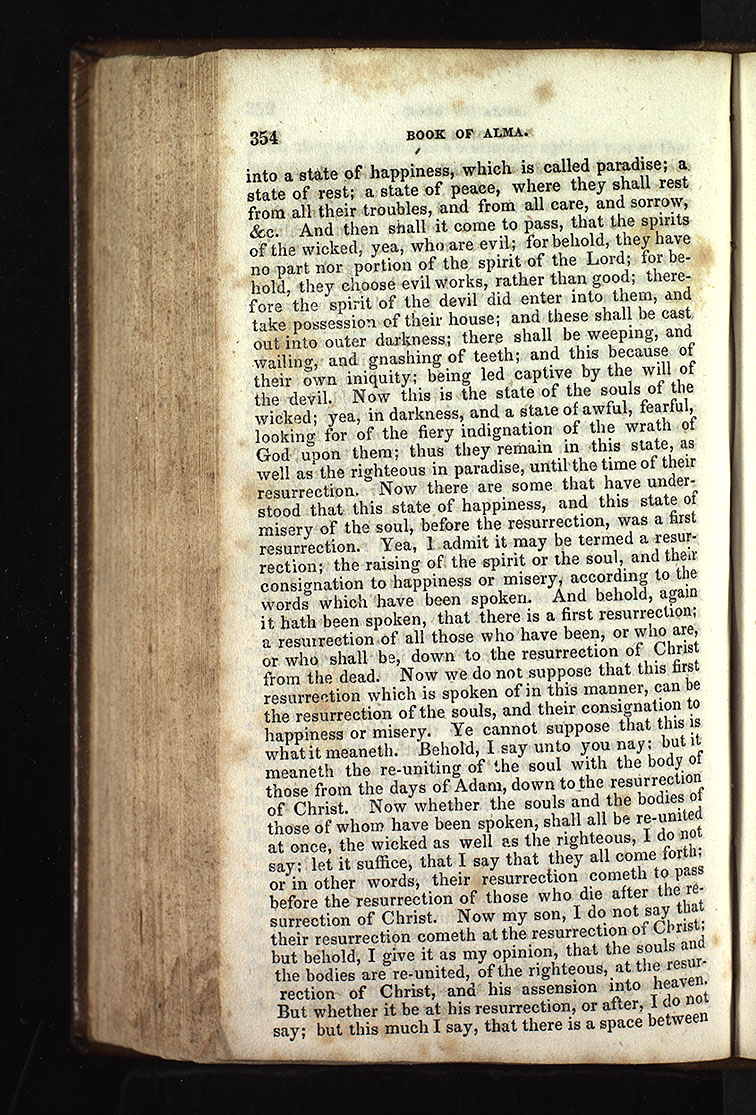 354
BOOK OF ALMA.
into a state of happiness, which is called paradise; a
state of rest; a state of peace, where they shall rest
from all their troubles, and from all care, and sorrow,
&c. And then shall it come to pass, that the spirits
of the wicked, yea, who are evil; for behold, they have
no part nor portion of the spirit of the Lord; for be-
hold, they choose evil works, rather than good; there-
fore the spirit of the devil did enter into them, and
take possession of their house; and these shall be cast
out into outer darkness; there shall be weeping, and
wailing, and gnashing of teeth; and this because of
their own iniquity; being led captive by the will of
the devil. Now this is the state of the souls of the
wicked; yea, in darkness, and a state of awful, fearful,
looking for of the fiery indignation of the wrath of
God upon them; thus they remain in this state, as
well as the righteous in paradise, until the time of their
resurrection. Now there are some that have under-
stood that this state of happiness, and this state of
misery of the soul, before the resurrection, was a first
resurrection. Yea, I admit it may be termed a resur-
rection; the raising of the spirit or the soul, and their
consignation to happiness or misery, according to the
words which have been spoken. And behold, again
it hath been spoken, that there is a first resurrection;
a resurrection of all those who have been, or who are,
or who shall be, down to the resurrection of Christ
from the dead. Now we do not suppose that this first
resurrection which is spoken of in this manner, can be
the resurrection of the souls, and their consignation to
happiness or misery. Ye cannot suppose that this is
what it meaneth. Behold, I say unto you nay; but it
meaneth the re-uniting of the soul with the body of
those from the days of Adam, down to the resurrection
of Christ. Now whether the souls and the bodies of
those of whom have been spoken, shall all be re-united
at once, the wicked as well as the righteous, I do not
say; let it suffice, that I say that they all come forth;
or in other words, their resurrection cometh to pass
before the resurrection of those who die after the re-
surrection of Christ. Now my son, I do not say that
their resurrection cometh at the resurrection of Christ;
but behold, I give it as my opinion, that the souls and
the bodies are re-united, of the righteous, at the resur-
rection of Christ, and his assension into heaven.
But whether it be at his resurrection, or after, I do not
say; but this much I say, that there is a space between